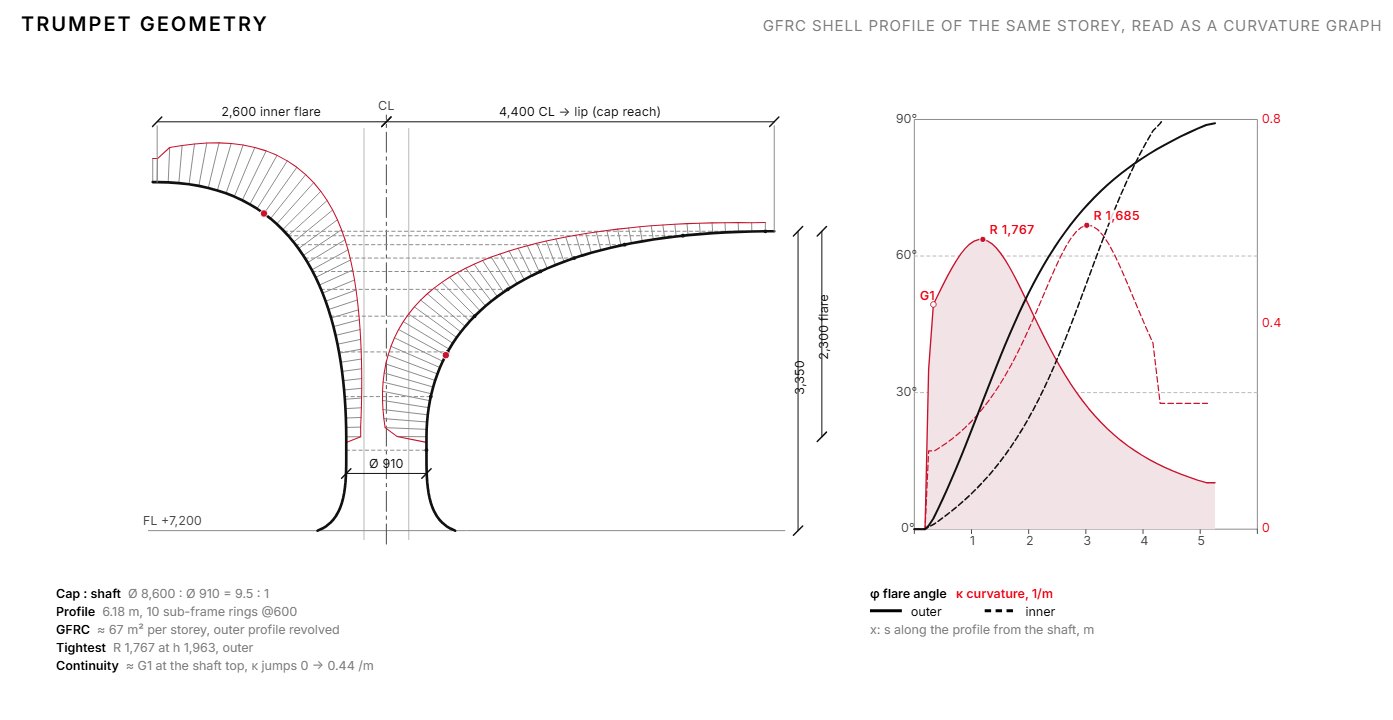 TRUMPET GEOMETRY
GFRC SHELL PROFILE OF THE SAME STOREY, READ AS A CURVATURE GRAPH
CL
2,600 inner flare
4,400 CL → lip (cap reach)
2,300 flare
3,350
Ø 910
FL +7,200
90°
75°
60°
45°
30°
15°
0°
0.8
0.4
0
R 1,767
R 1,685
G1
1
2
3
4
5
Cap : shaft Ø 8,600 : Ø 910 = 9.5 : 1
Profile 6.18 m, 10 sub-frame rings @600
GFRC ≈ 67 m² per storey, outer profile revolved
Tightest R 1,767 at h 1,963, outer
Continuity ≈ G1 at the shaft top, κ jumps 0 → 0.44 /m
φ flare angle κ curvature, 1/m
outer inner
x: s along the profile from the shaft, m